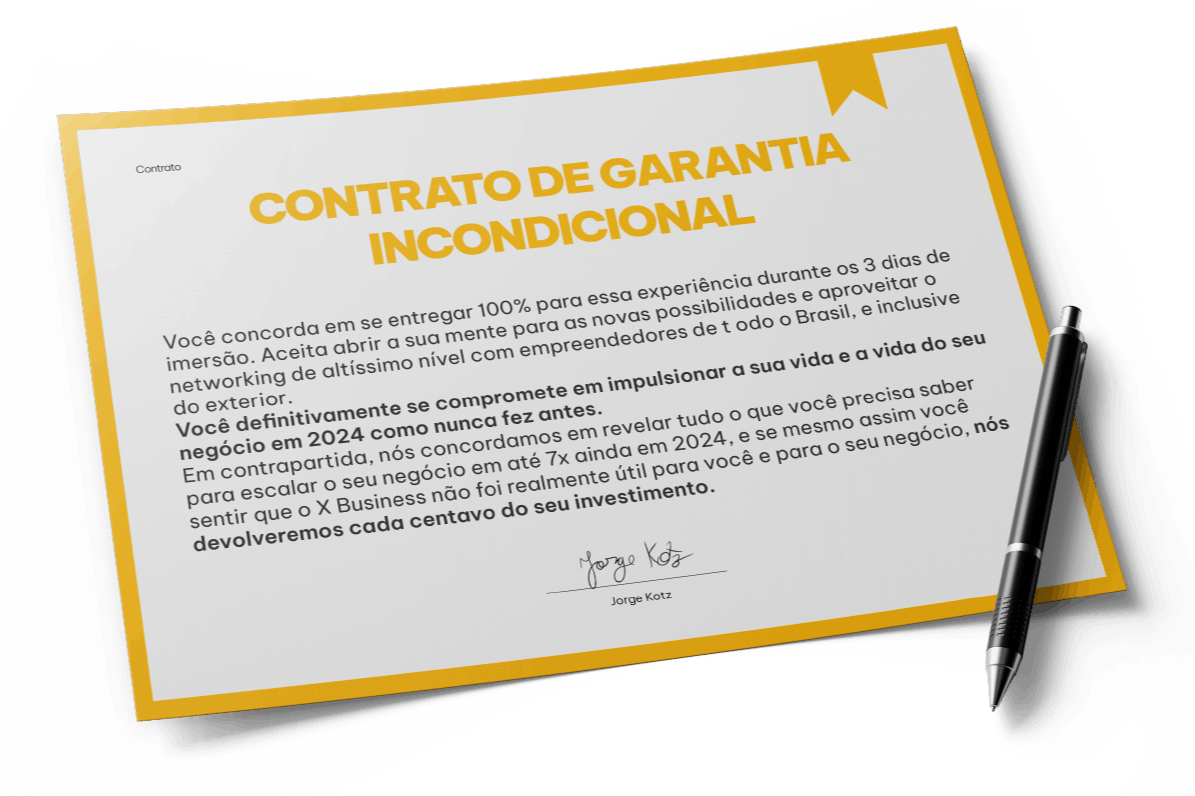 Contrato
CONTRATO DE GARANTIA
INCONDICIONAL
Você concorda em se entregar 100% para essa experiência durante os 3 dias de
imersão. Aceita abrir a sua mente para as novas possibilidades e aproveitar o
networking de altíssimo nível com empreendedores de t odo o Brasil, e inclusive
do exterior.
Você definitivamente se compromete em impulsionar a sua vida e a vida do seu
negócio em 2024 como nunca fez antes.
Em contrapartida, nós concordamos em revelar tudo o que você precisa saber
para escalar o seu negócio em até 7x ainda em 2024, e se mesmo assim você
sentir que o X Business não foi realmente útil para você e para o seu negócio, nós
devolveremos cada centavo do seu investimento.
Jorge Kotz
Jorge Kotz